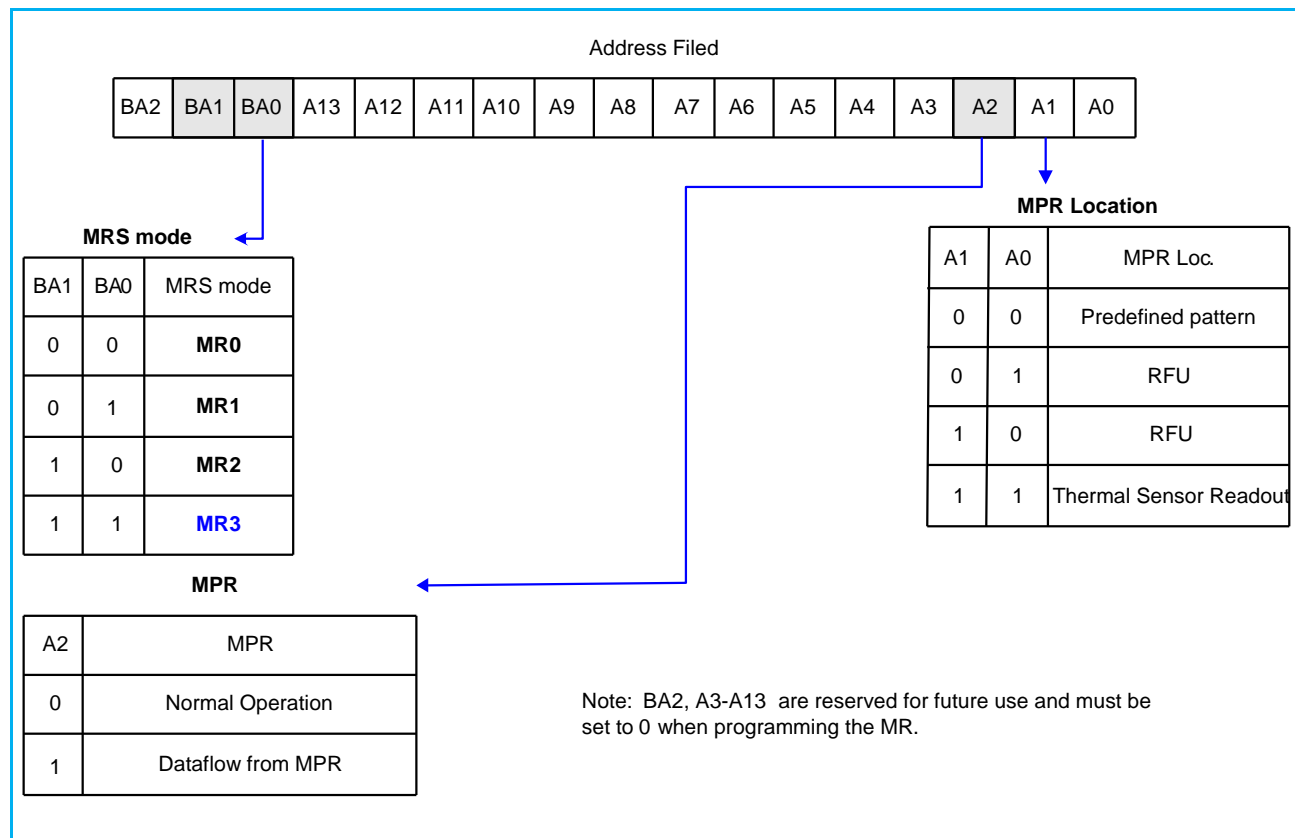 Address Filed
BA2 BA1 BA0 A13 A12 A11 A10 A9 A8 A7 A6 A5 A4 A3 A2 A1 A0
MPR Location
A1 A0 MPR Loc.
0 0 Predefined pattern
0 1 RFU
1 0 RFU
1 1 Thermal Sensor Readout
MRS mode
BA1 BA0 MRS mode
0 0 MR0
0 1 MR1
1 0 MR2
1 1 MR3
MPR
A2 MPR
0 Normal Operation
1 Dataflow from MPR
Note: BA2, A3-A13 are reserved for future use and must be
set to 0 when programming the MR.